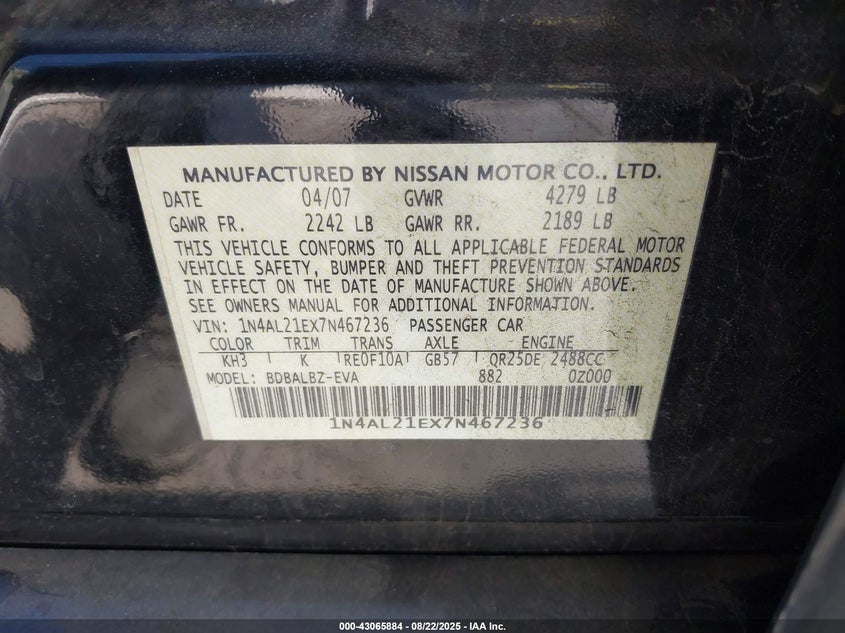 MANUFACTURED BY NISSAN MOTOR CO., LTD.
DATE 04/07 GVWR 4279 LB
GAWR FR. 2242 LB GAWR RR. 2189 LB
THIS VEHICLE CONFORMS TO ALL APPLICABLE FEDERAL MOTOR
VEHICLE SAFETY, BUMPER AND THEFT PREVENTION STANDARDS
IN EFFECT ON THE DATE OF MANUFACTURE SHOWN ABOVE.
SEE OWNERS MANUAL FOR ADDITIONAL INFORMATION.
VIN: 1N4AL21EX7N467236 PASSENGER CAR
COLOR TRIM TRANS AXLE ENGINE
KH3 K RE0F10A GB57 QR25DE 2488CC
MODEL: BDBALBZ-EVA 882 0Z000
1N4AL21EX7N467236
000-43065884 | 08/22/2025 | IAA Inc.